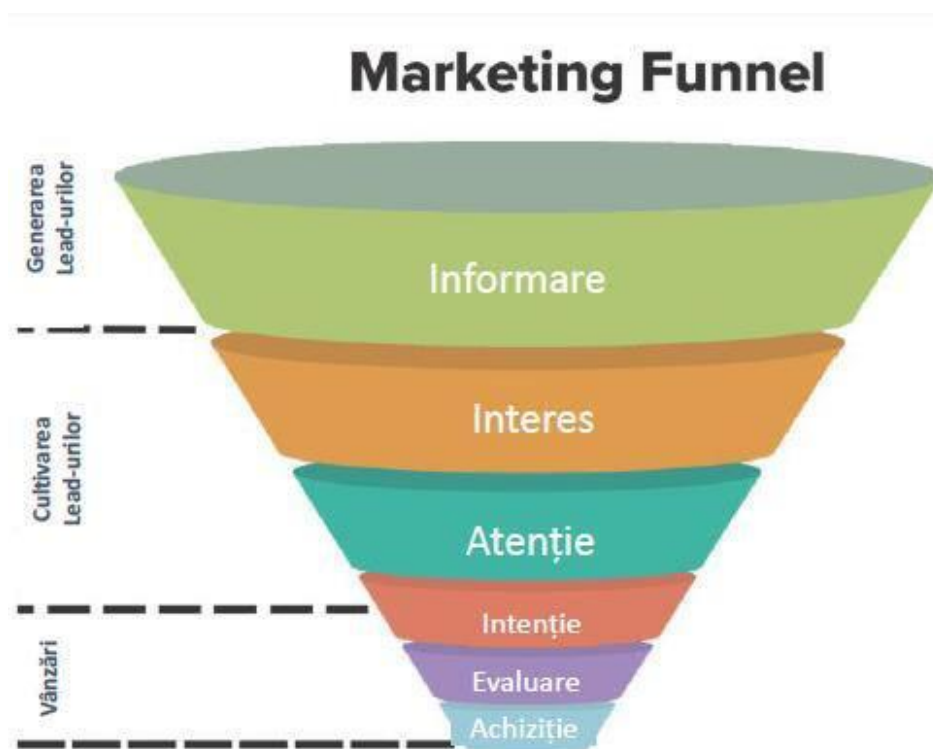 Marketing Funnel
Generarea
Lead-urilor
Informare
Cultivarea
Lead-urilor
Interes
Atenție
Vânzări
Intenție
Evaluare
Achiziție